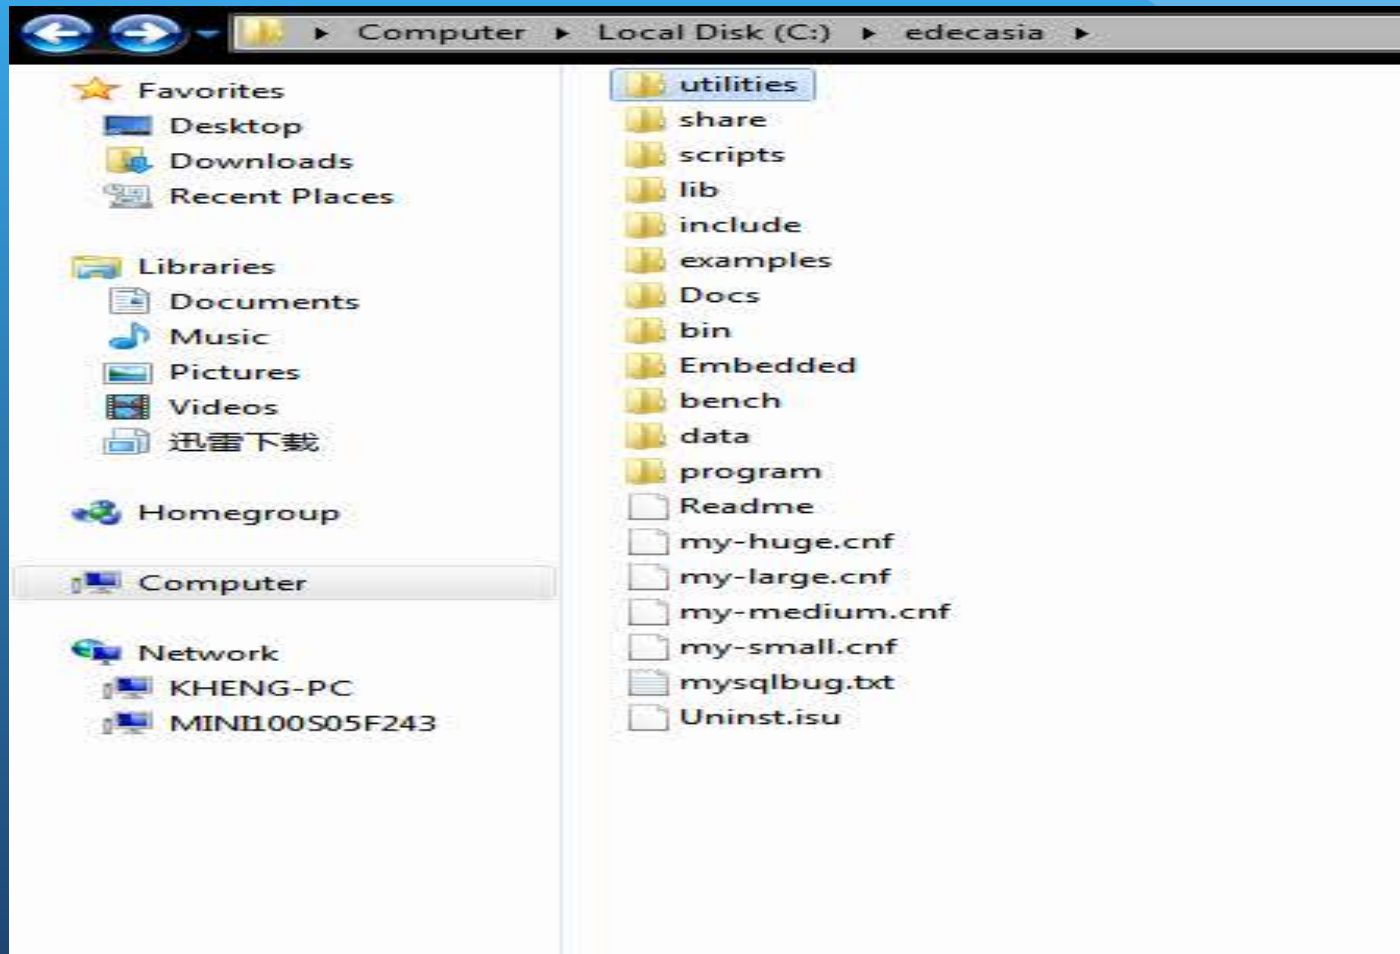 Computer ▸ Local Disk (C:) ▸ edecasia ▸
Favorites
Desktop
Downloads
Recent Places
Libraries
Documents
Music
Pictures
Videos
迅雷下载
Homegroup
Computer
Network
KHENG-PC
MINI100S05F243
utilities
share
scripts
lib
include
examples
Docs
bin
Embedded
bench
data
program
Readme
my-huge.cnf
my-large.cnf
my-medium.cnf
my-small.cnf
mysqlbug.txt
Uninst.isu